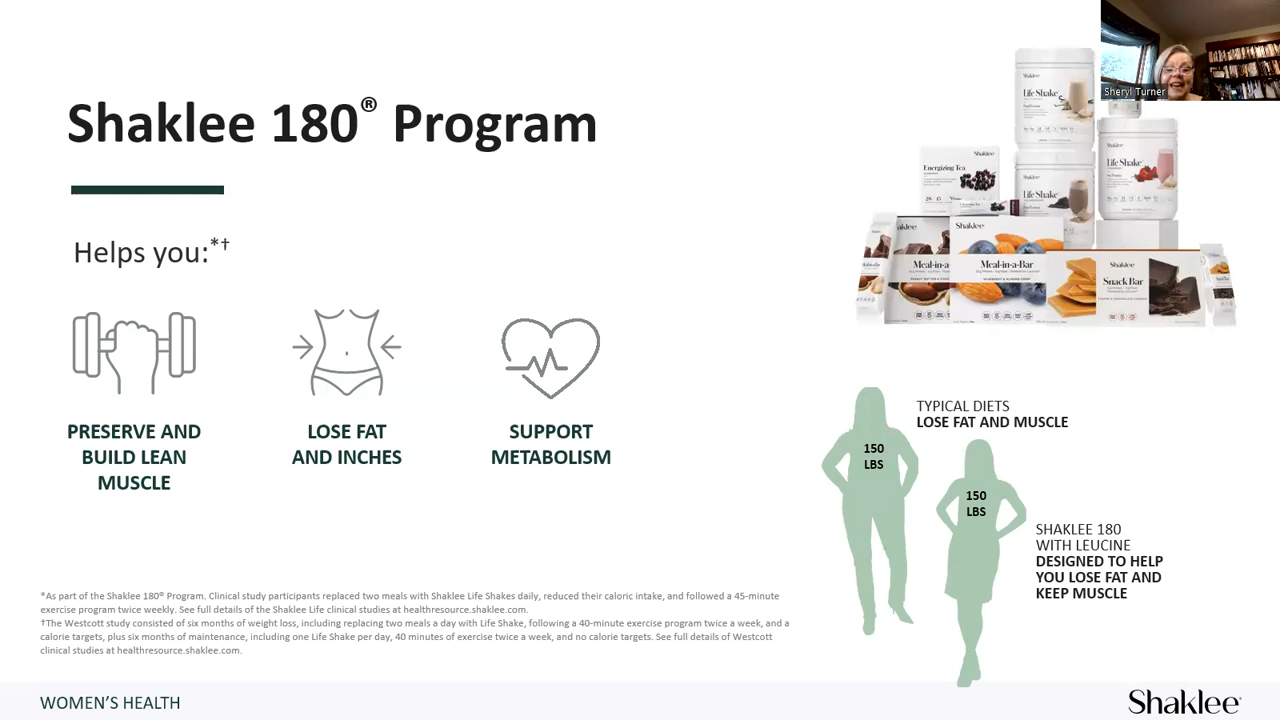 Shaklee 180® Program
Helps you:*†
PRESERVE AND
BUILD LEAN
MUSCLE
LOSE FAT
AND INCHES
SUPPORT
METABOLISM
Sheryl Turner
Shaklee
Life Shake
Shaklee
Energizing Tea
Shaklee
Life Shake
Life Shake
Shaklee
Meal-in-a-Bar
Shaklee
Snack Bar
TYPICAL DIETS
LOSE FAT AND MUSCLE
150
LBS
150
LBS
SHAKLEE 180
WITH LEUCINE
DESIGNED TO HELP
YOU LOSE FAT AND
KEEP MUSCLE
*As part of the Shaklee 180® Program. Clinical study participants replaced two meals with Shaklee Life Shakes daily, reduced their caloric intake, and followed a 45-minute
exercise program twice weekly. See full details of the Shaklee Life clinical studies at healthresource.shaklee.com.
†The Westcott study consisted of six months of weight loss, including replacing two meals a day with Life Shake, following a 40-minute exercise program twice a week, and a
calorie targets, plus six months of maintenance, including one Life Shake per day, 40 minutes of exercise twice a week, and no calorie targets. See full details of Westcott
clinical studies at healthresource.shaklee.com.
WOMEN'S HEALTH
Shaklee